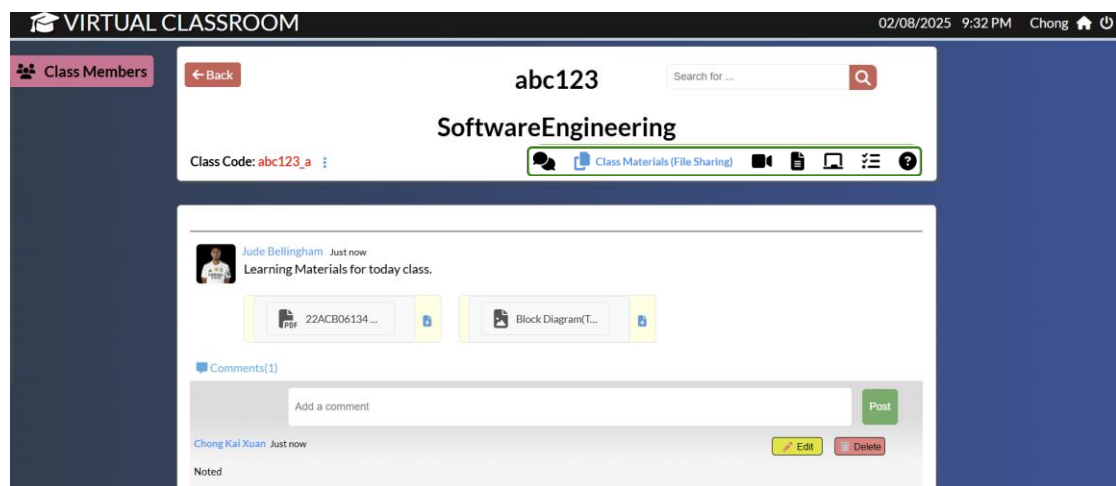 VIRTUAL CLASSROOM 02/08/2025 9:32 PM Chong
Class Members
Back
abc123
Search for ...
SoftwareEngineering
Class Code: abc123_a
Class Materials (File Sharing)
Jude Bellingham Just now
Learning Materials for today class.
PDF 22ACB06134 ...
Block Diagram(T...
Comments(1)
Add a comment
Post
Chong Kai Xuan Just now
Edit
Delete
Noted